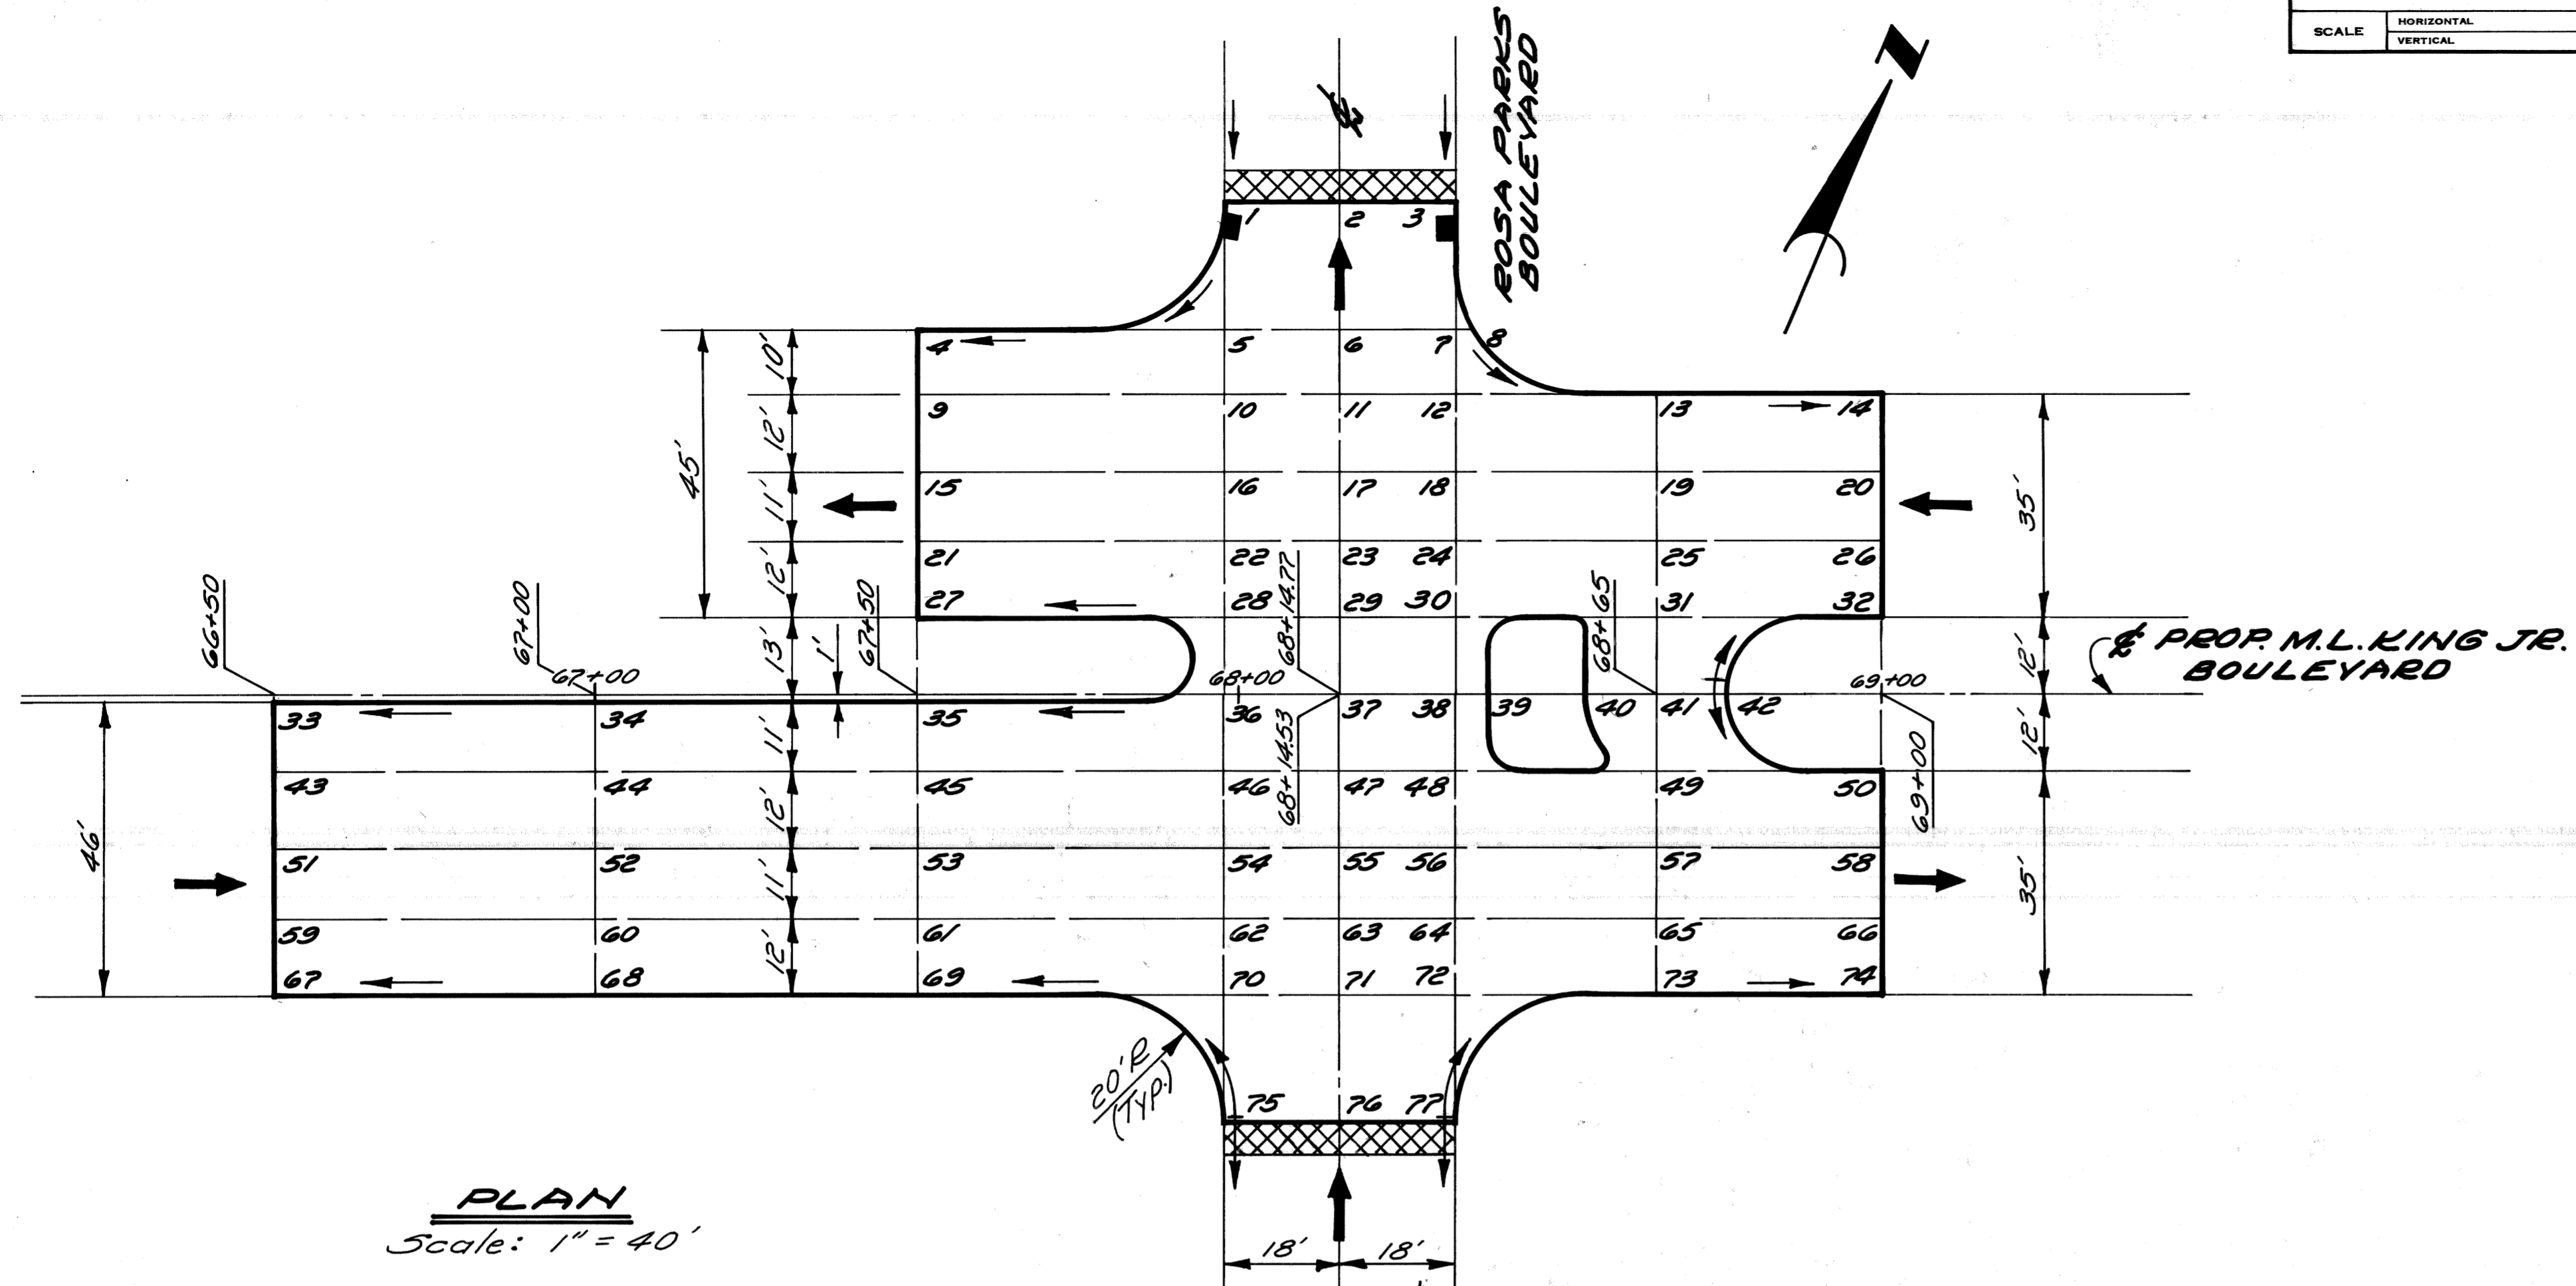 SCALE
HORIZONTAL
VERTICAL
ROSA PARKS
BOULEVARD
1 2 3
4 5 6 7 8
9 10 11 12 13 14
15 16 17 18 19 20
21 22 23 24 25 26
27 28 29 30 31 32
10'
12'
11'
12'
13'
1'
45'
35'
12'
66+50
67+00
67+00
67+50
68+00
68+14.77
68+14.53
68+65
69+00
69+00
℄ PROP. M.L. KING JR.
BOULEVARD
33 34 35 36 37 38 39 40 41 42
43 44 45 46 47 48 49 50
51 52 53 54 55 56 57 58
59 60 61 62 63 64 65 66
67 68 69 70 71 72 73 74
46'
11'
12'
11'
12'
12'
35'
20' R
(TYP.)
75 76 77
18' 18'
PLAN
Scale: 1" = 40'